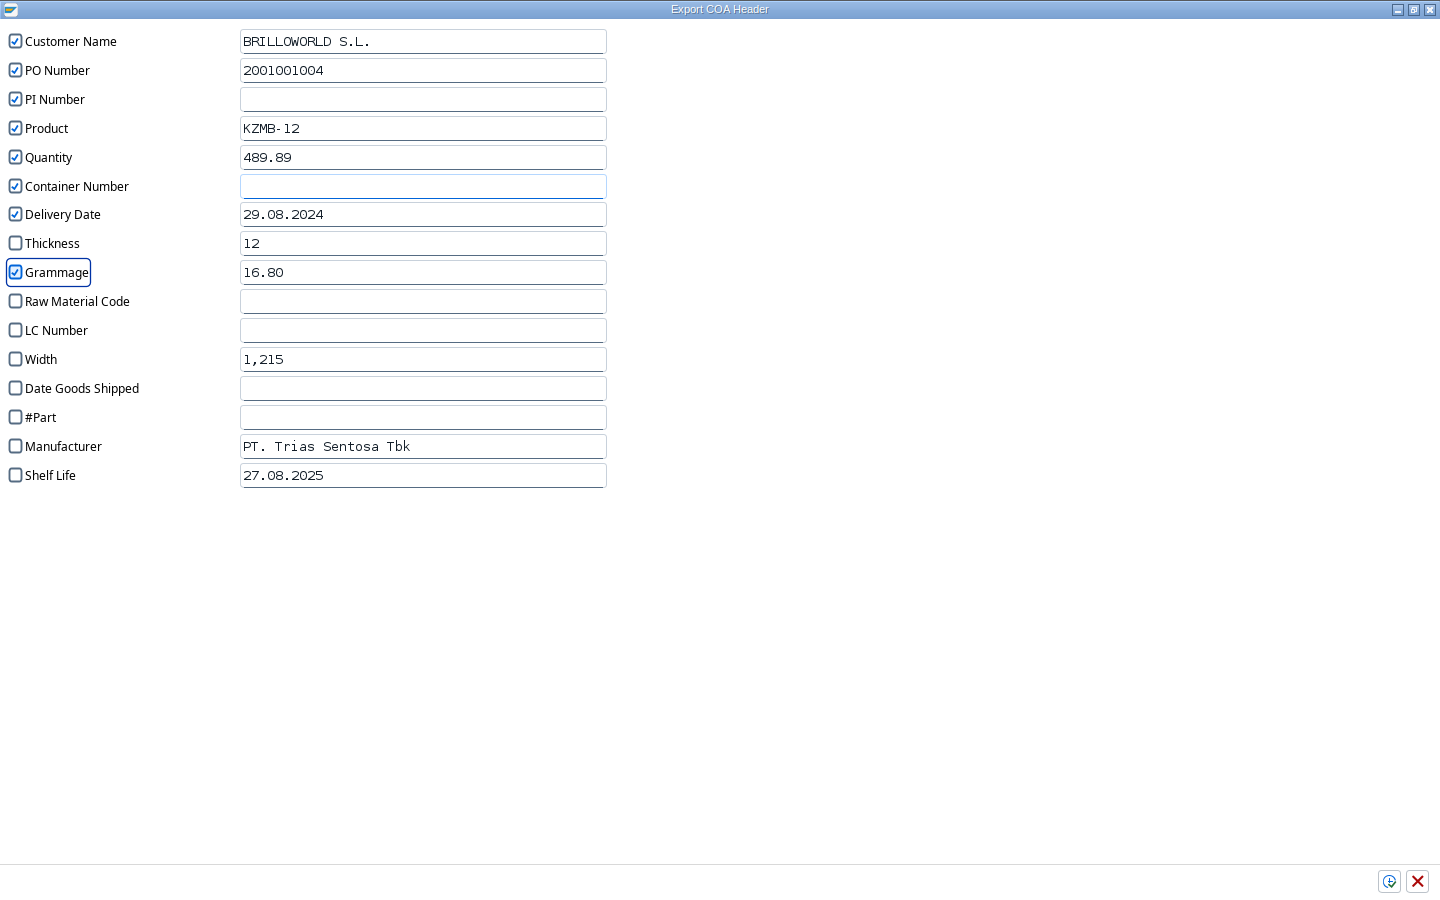 Export COA Header
Customer Name BRILLOWORLD S.L.
PO Number 2001001004
PI Number
Product KZMB-12
Quantity 489.89
Container Number
Delivery Date 29.08.2024
Thickness 12
Grammage 16.80
Raw Material Code
LC Number
Width 1,215
Date Goods Shipped
#Part
Manufacturer PT. Trias Sentosa Tbk
Shelf Life 27.08.2025